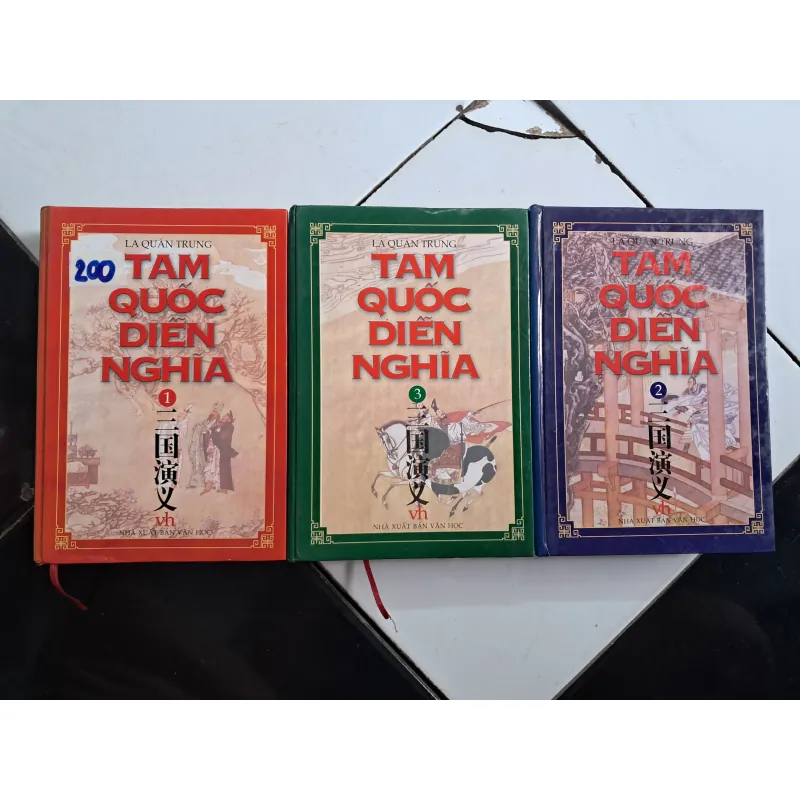 LA QUÁN TRUNG
200
TAM
QUỐC
DIỄN
NGHĨA
1
三
国
演
义
vh
NHÀ XUẤT BẢN VĂN HỌC
LA QUÁN TRUNG
TAM
QUỐC
DIỄN
NGHĨA
3
三
国
演
义
vh
NHÀ XUẤT BẢN VĂN HỌC
LA QUÁN TRUNG
TAM
QUỐC
DIỄN
NGHĨA
2
三
国
演
义
vh
NHÀ XUẤT BẢN VĂN HỌC